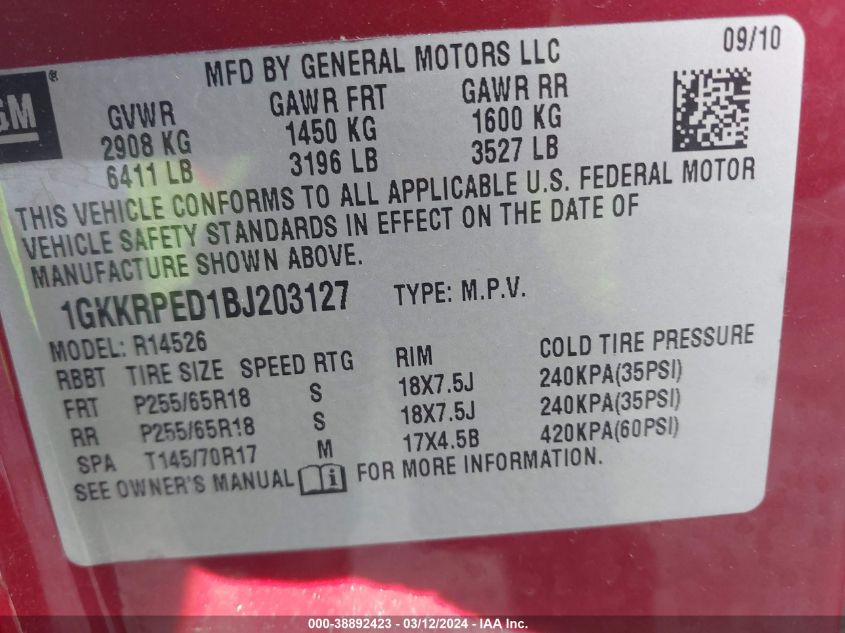 GM®
MFD BY GENERAL MOTORS LLC
09/10
GVWR GAWR FRT GAWR RR
2908 KG 1450 KG 1600 KG
6411 LB 3196 LB 3527 LB
THIS VEHICLE CONFORMS TO ALL APPLICABLE U.S. FEDERAL MOTOR
VEHICLE SAFETY STANDARDS IN EFFECT ON THE DATE OF
MANUFACTURE SHOWN ABOVE.
1GKKRPED1BJ203127 TYPE: M.P.V.
MODEL: R14526
RBBT TIRE SIZE SPEED RTG RIM COLD TIRE PRESSURE
FRT P255/65R18 S 18X7.5J 240KPA(35PSI)
RR P255/65R18 S 18X7.5J 240KPA(35PSI)
SPA T145/70R17 M 17X4.5B 420KPA(60PSI)
SEE OWNER'S MANUAL i FOR MORE INFORMATION.
000-38892423 - 03/12/2024 - WWW.IAAI.COM